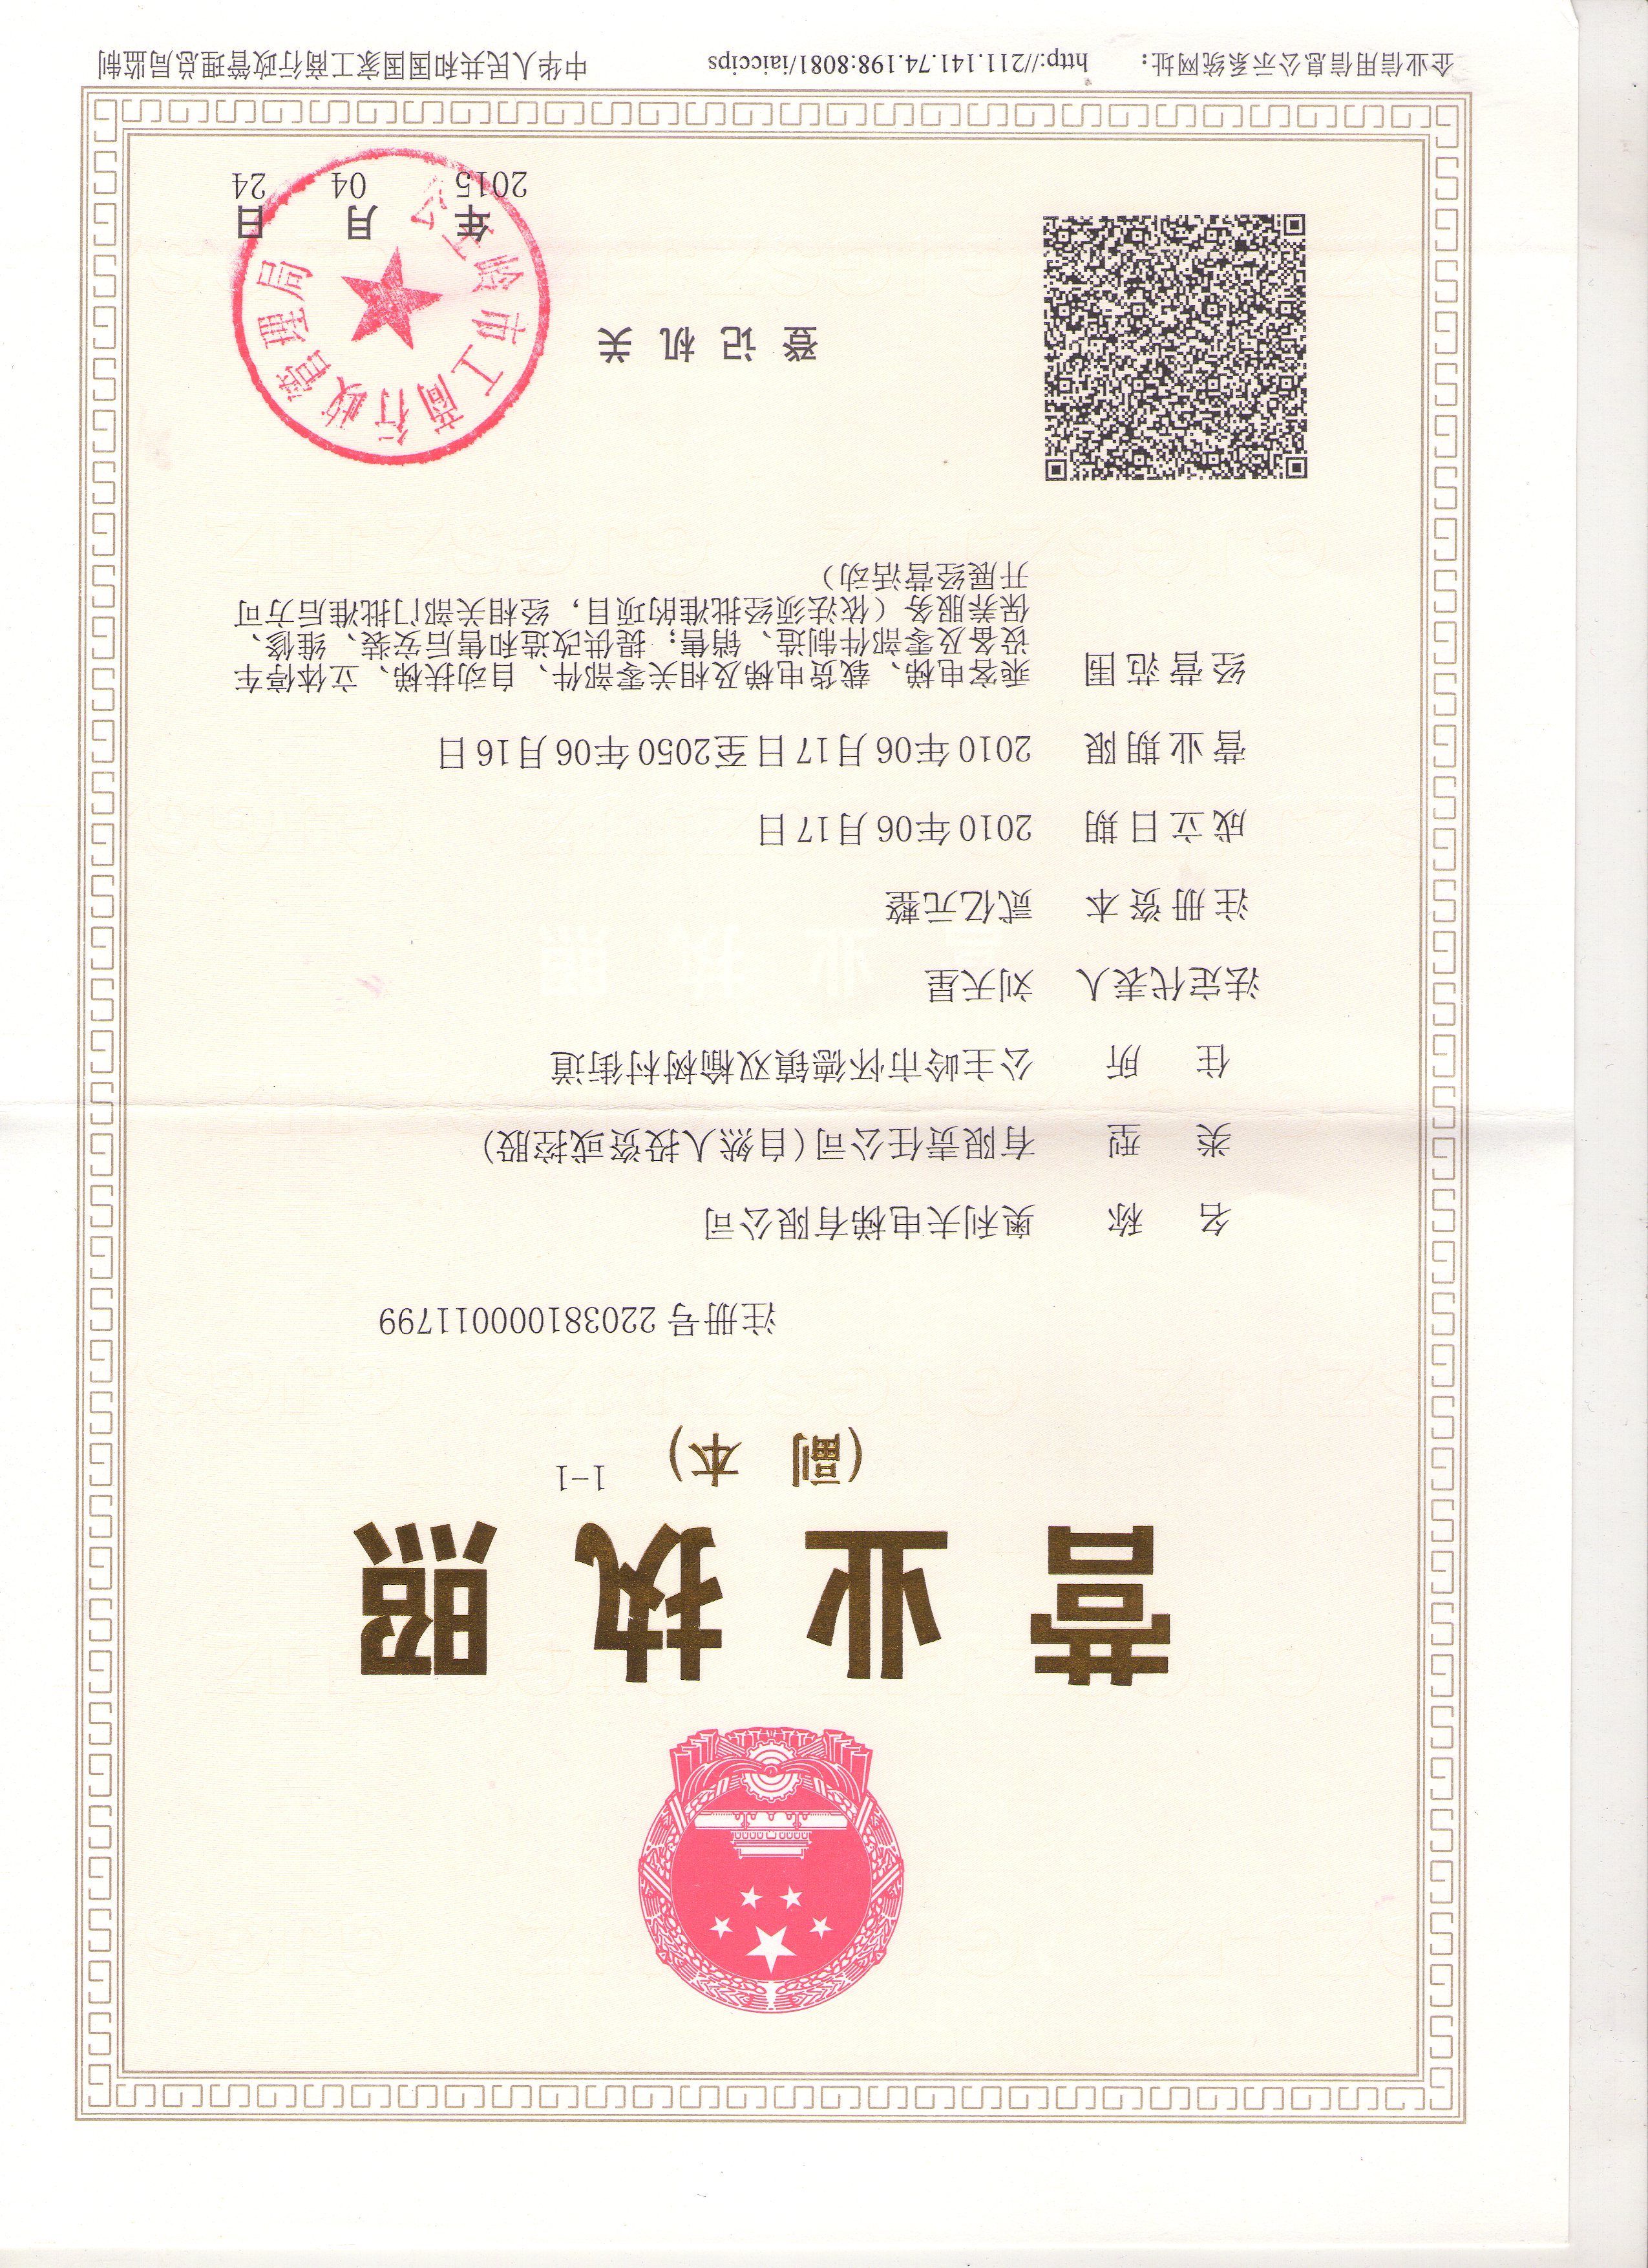 营业执照
(副 本) 1-1
注册号 220381000011799
名 称 奥利夫电梯有限公司
类 型 有限责任公司(自然人投资或控股)
住 所 公主岭市怀德镇双榆树村街道
法定代表人 刘天星
注册资本 贰亿元整
成立日期 2010年06月17日
营业期限 2010年06月17日至2050年06月16日
经营范围 乘客电梯、载货电梯及相关零部件、自动扶梯、立体停车
设备及零部件制造、销售；提供改造和售后安装、维修、
保养服务（依法须经批准的项目，经相关部门批准后方可
开展经营活动）
登记机关
公主岭市工商行政管理局
年 月 日
2015 04 24
企业信用信息公示系统网址： http://211.141.74.198:8081/iaiccips 中华人民共和国国家工商行政管理总局监制